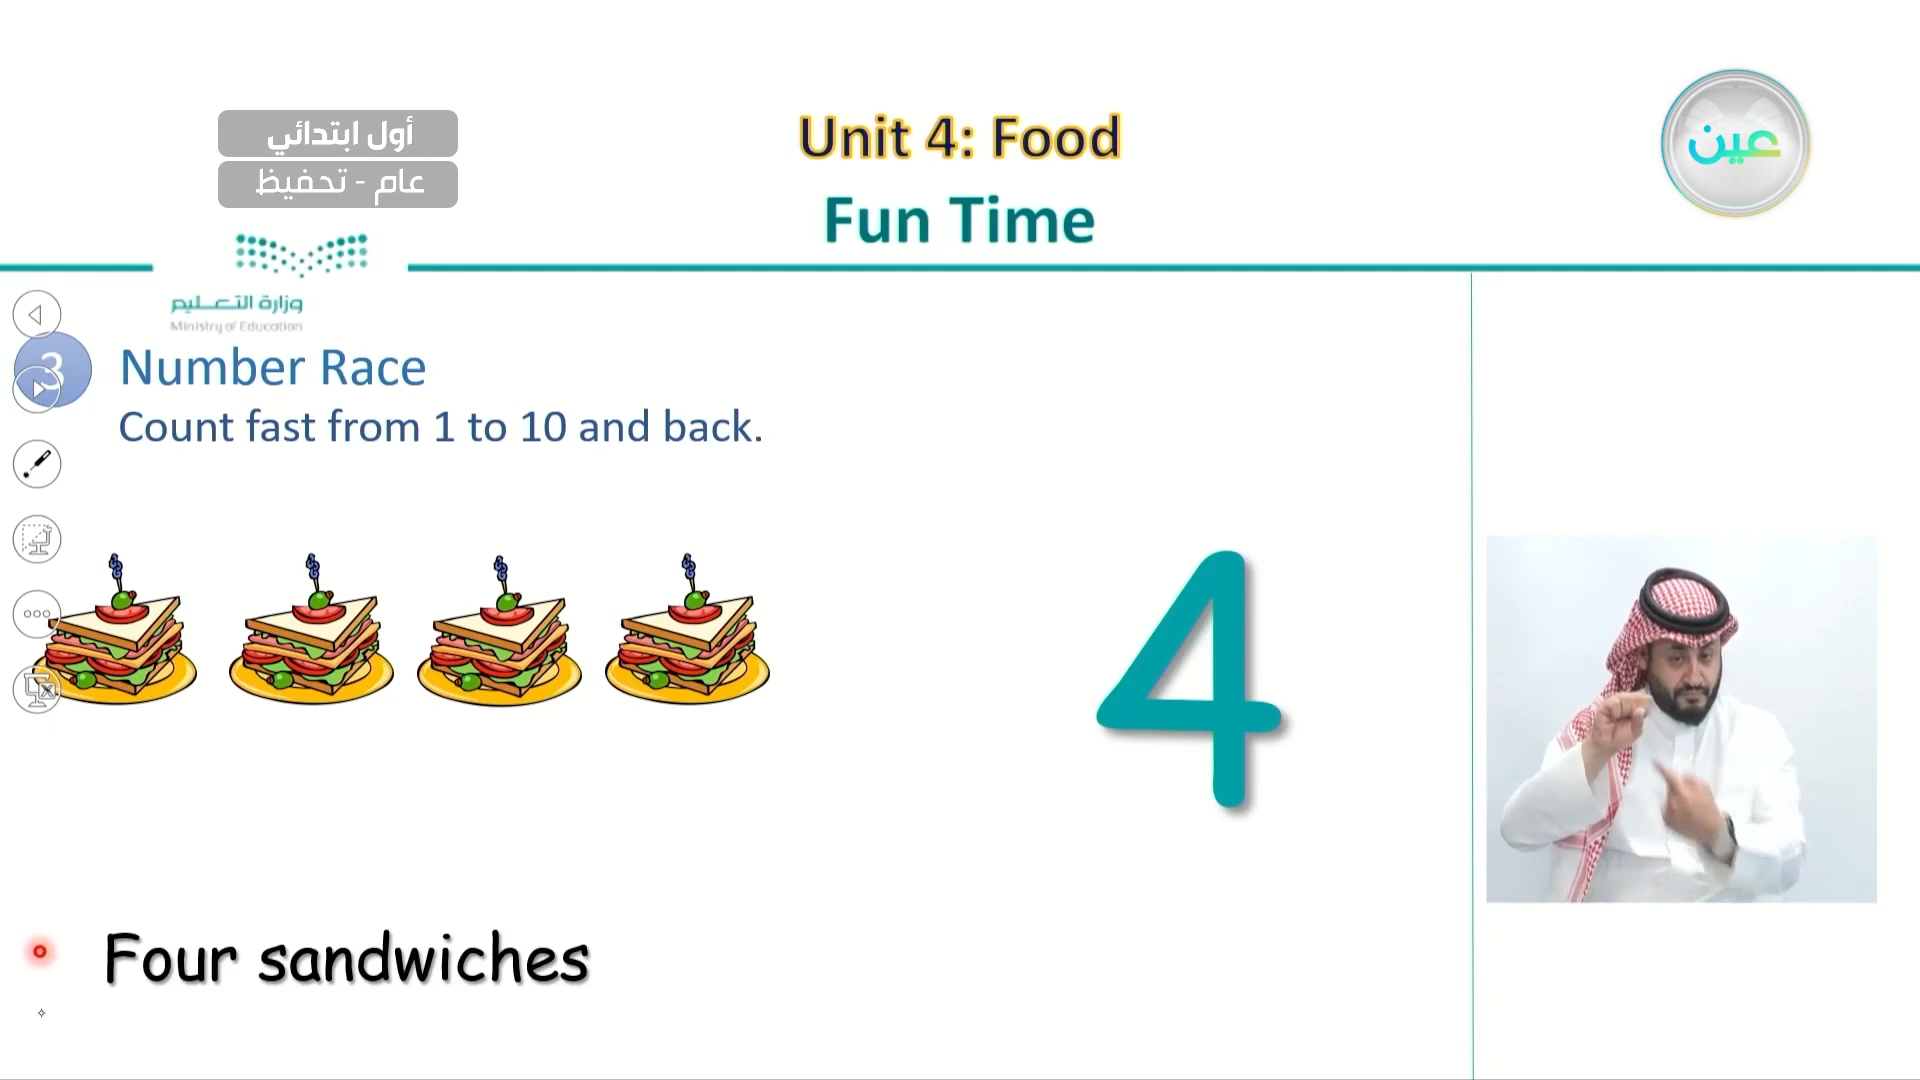 أول ابتدائي
عام - تحفيظ
Unit 4: Food
Fun Time
عين
وزارة التعليم
Ministry of Education
3
Number Race
Count fast from 1 to 10 and back.
4
Four sandwiches